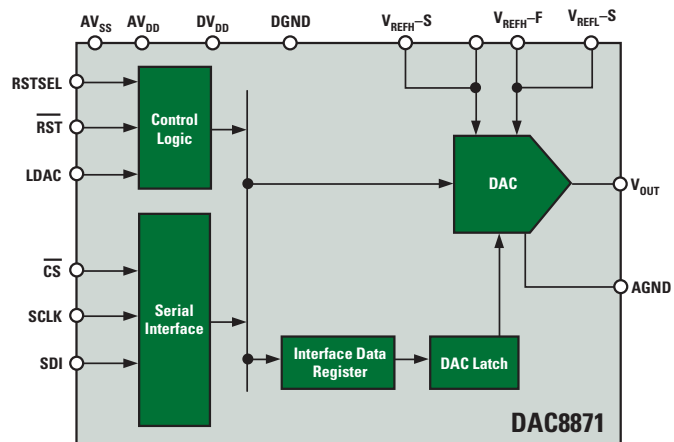 AVSS AVDD DVDD DGND VREFH–S VREFH–F VREFL–S
RSTSEL
RST
LDAC
Control
Logic
DAC
VOUT
CS
SCLK
SDI
Serial
Interface
AGND
Interface Data
Register
DAC Latch
DAC8871